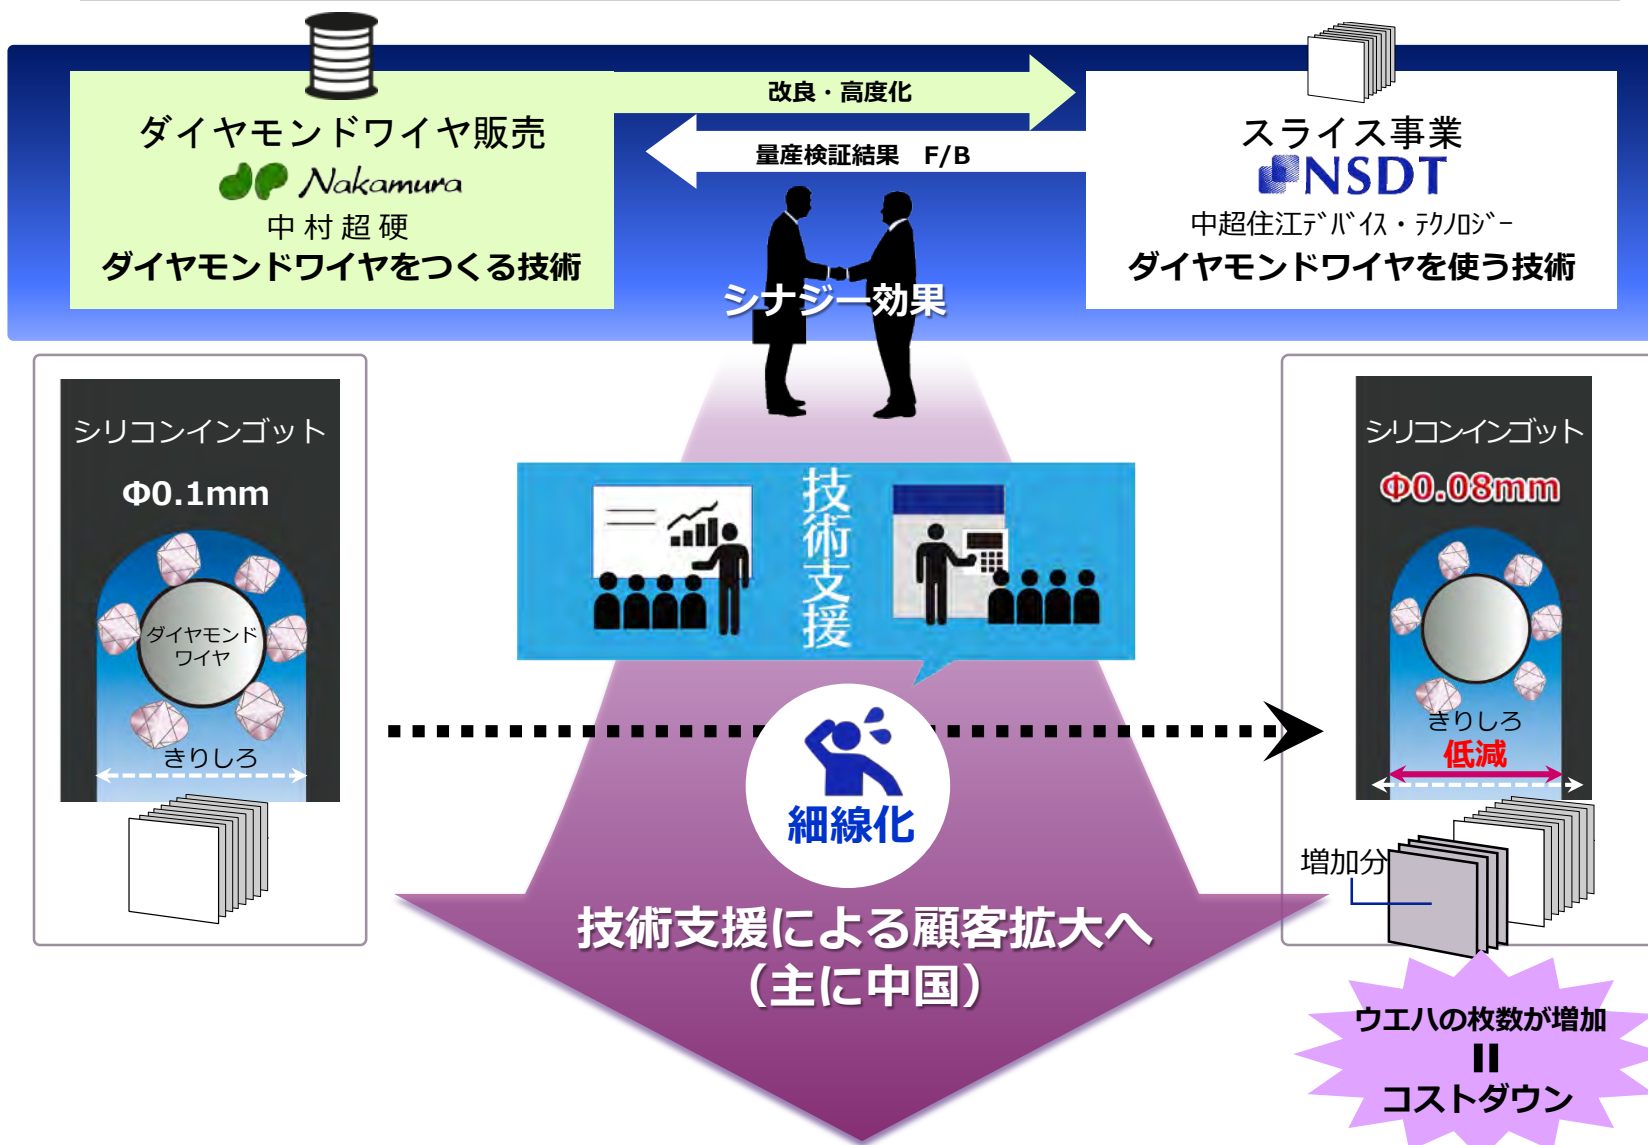 ダイヤモンドワイヤ販売
Nakamura
中村超硬
ダイヤモンドワイヤをつくる技術
改良・高度化
量産検証結果　F/B
シナジー効果
スライス事業
NSDT
中超住江ﾃﾞﾊﾞｲｽ・ﾃｸﾉﾛｼﾞｰ
ダイヤモンドワイヤを使う技術
シリコンインゴット
Φ0.1mm
ダイヤモンド
ワイヤ
きりしろ
技術支援
細線化
技術支援による顧客拡大へ
（主に中国）
シリコンインゴット
Φ0.08mm
きりしろ
低減
増加分
ウエハの枚数が増加
＝
コストダウン